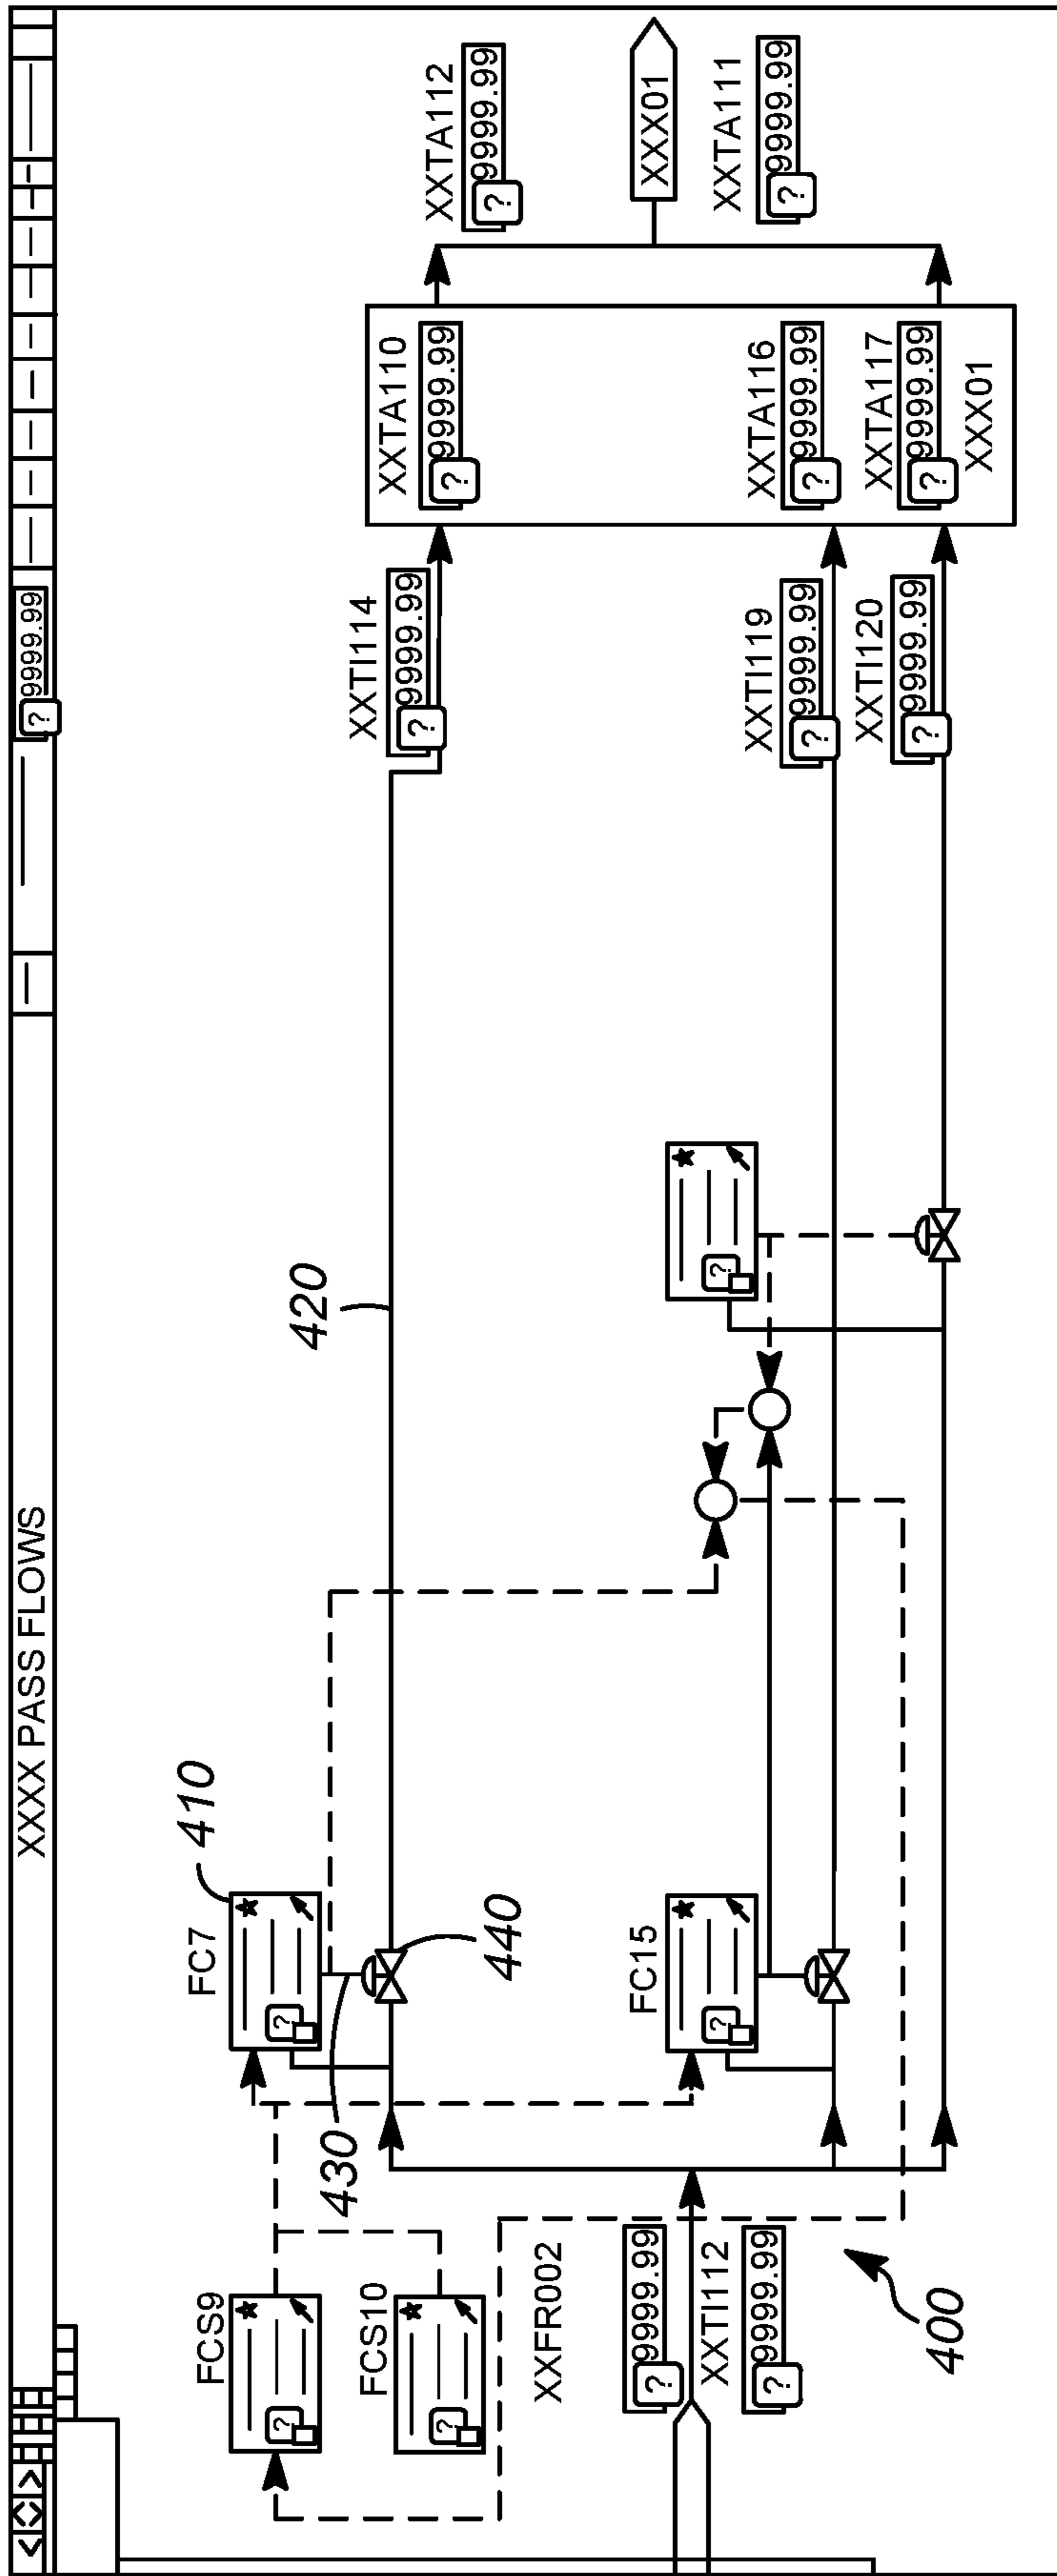 XXXX PASS FLOWS
? 9999.99
FCS9
?
FCS10
?
FC7
410
?
430
440
420
XXFR002
? 9999.99
XXTI112
? 9999.99
400
FC15
?
?
XXTI114
? 9999.99
XXTI119
? 9999.99
XXTI120
? 9999.99
XXTA110
? 9999.99
XXTA116
? 9999.99
XXTA117
? 9999.99
XXX01
XXTA112
? 9999.99
XXX01
XXTA111
? 9999.99